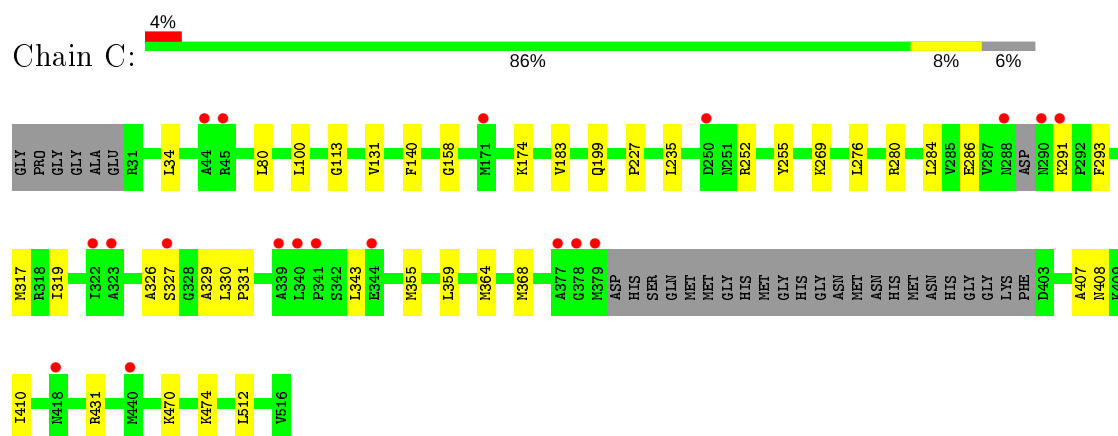 4%
Chain C:
86%
8%
6%
GLY PRO GLY GLY ALA GLU R31 L34 A44 R45 L80 L100 G113 V131 F140 G158 M171 K174 V183 Q199 P227 L235 D250 N251 R252 Y255 K269 L276 R280 L284 V285 E286 V287 N288 ASP N290 K291 P292 F293
M317 R318 I319 I322 A323 A326 S327 G328 A329 L330 P331 A339 L340 P341 S342 L343 E344 M355 L359 M364 M368 A377 G378 M379 ASP HIS SER GLN MET MET GLY HIS MET GLY HIS GLY ASN MET ASN HIS MET ASN HIS GLY GLY LYS PHE D403 A407 N408 K409
I410 N418 R431 M440 K470 K474 L512 V516